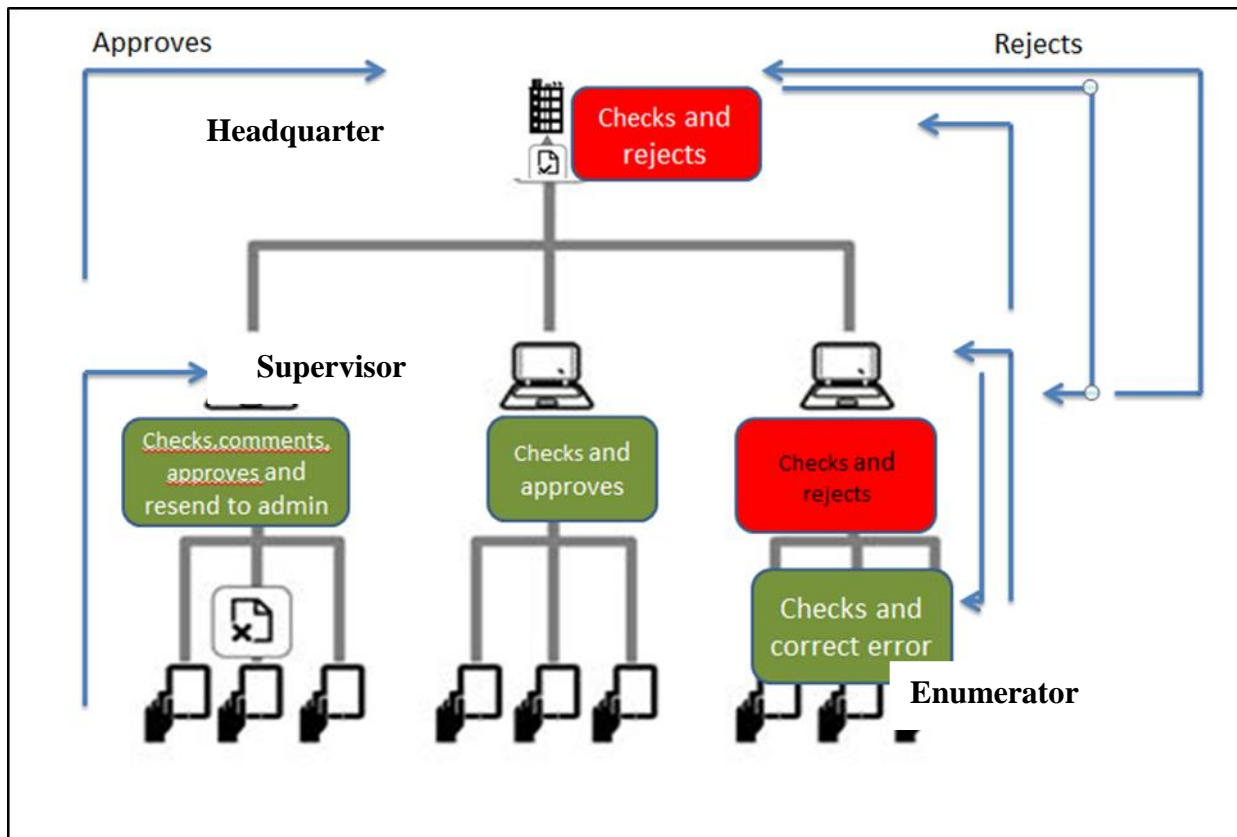 Approves
Rejects
Headquarter
Checks and
rejects
Supervisor
Checks,comments,
approves and
resend to admin
Checks and
approves
Checks and
rejects
Checks and
correct error
Enumerator